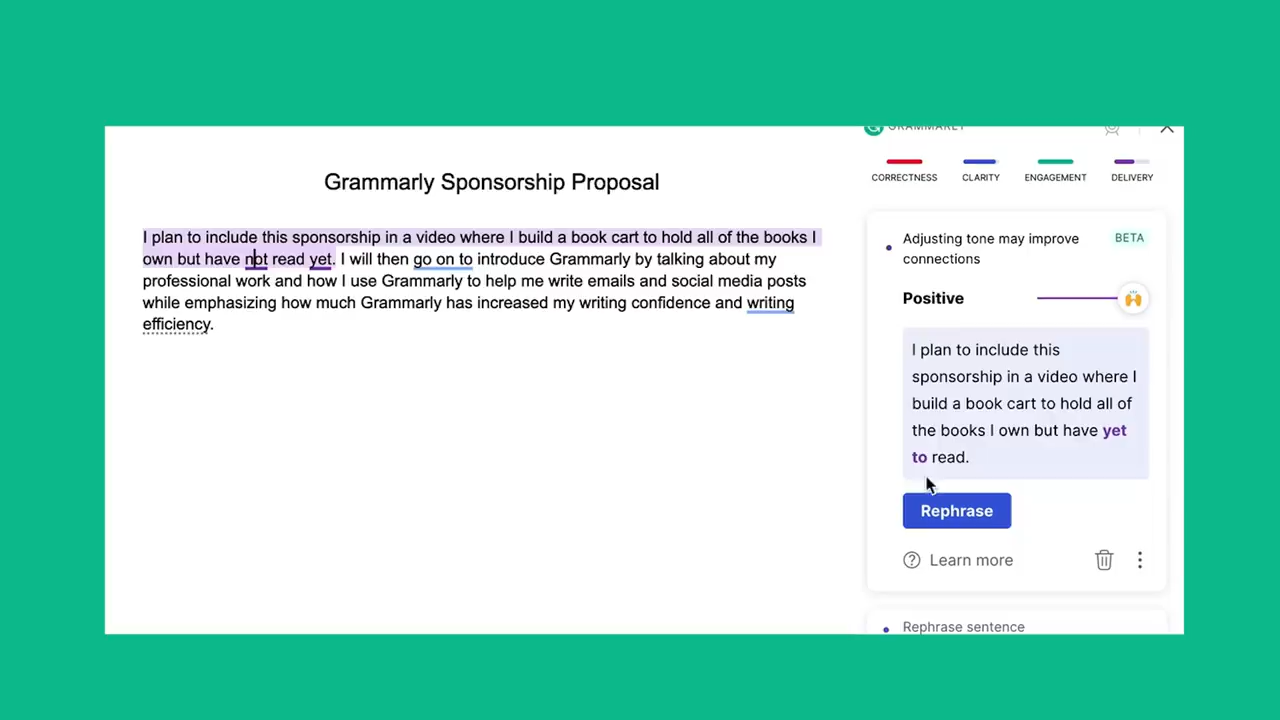 GRAMMARLY
CORRECTNESS CLARITY ENGAGEMENT DELIVERY
Grammarly Sponsorship Proposal
I plan to include this sponsorship in a video where I build a book cart to hold all of the books I
own but have not read yet. I will then go on to introduce Grammarly by talking about my
professional work and how I use Grammarly to help me write emails and social media posts
while emphasizing how much Grammarly has increased my writing confidence and writing
efficiency.
Adjusting tone may improve
connections
BETA
Positive
I plan to include this
sponsorship in a video where I
build a book cart to hold all of
the books I own but have yet
to read.
Rephrase
Learn more
Rephrase sentence